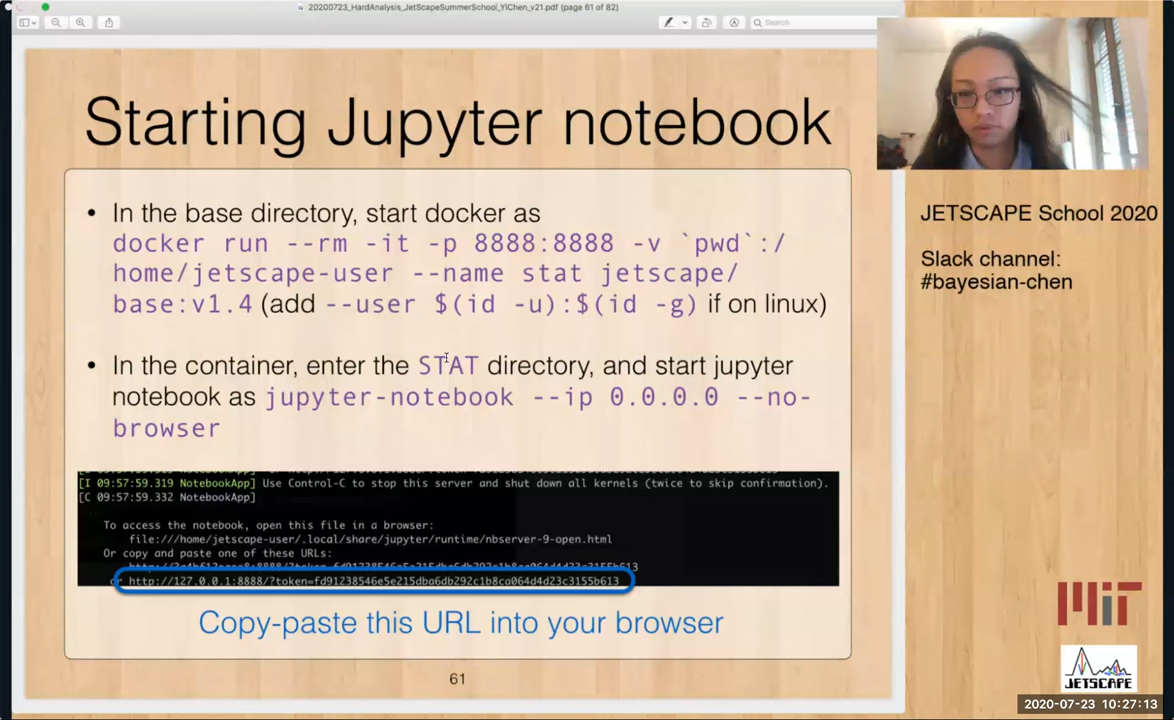 20200723_HardAnalysis_JetScapeSummerSchool_YiChen_v21.pdf (page 61 of 82)
Search
Starting Jupyter notebook
• In the base directory, start docker as
docker run --rm -it -p 8888:8888 -v `pwd`:/
home/jetscape-user --name stat jetscape/
base:v1.4 (add --user $(id -u):$(id -g) if on linux)
• In the container, enter the STAT directory, and start jupyter
notebook as jupyter-notebook --ip 0.0.0.0 --no-
browser
[I 09:57:59.319 NotebookApp] Use Control-C to stop this server and shut down all kernels (twice to skip confirmation).
[C 09:57:59.332 NotebookApp]
To access the notebook, open this file in a browser:
file:///home/jetscape-user/.local/share/jupyter/runtime/nbserver-9-open.html
Or copy and paste one of these URLs:
or http://127.0.0.1:8888/?token=fd91238546e5e215dba6db292c1b8ca064d4d23c3155b613
Copy-paste this URL into your browser
61
JETSCAPE School 2020
Slack channel:
#bayesian-chen
MIT
JETSCAPE
2020-07-23 10:27:13